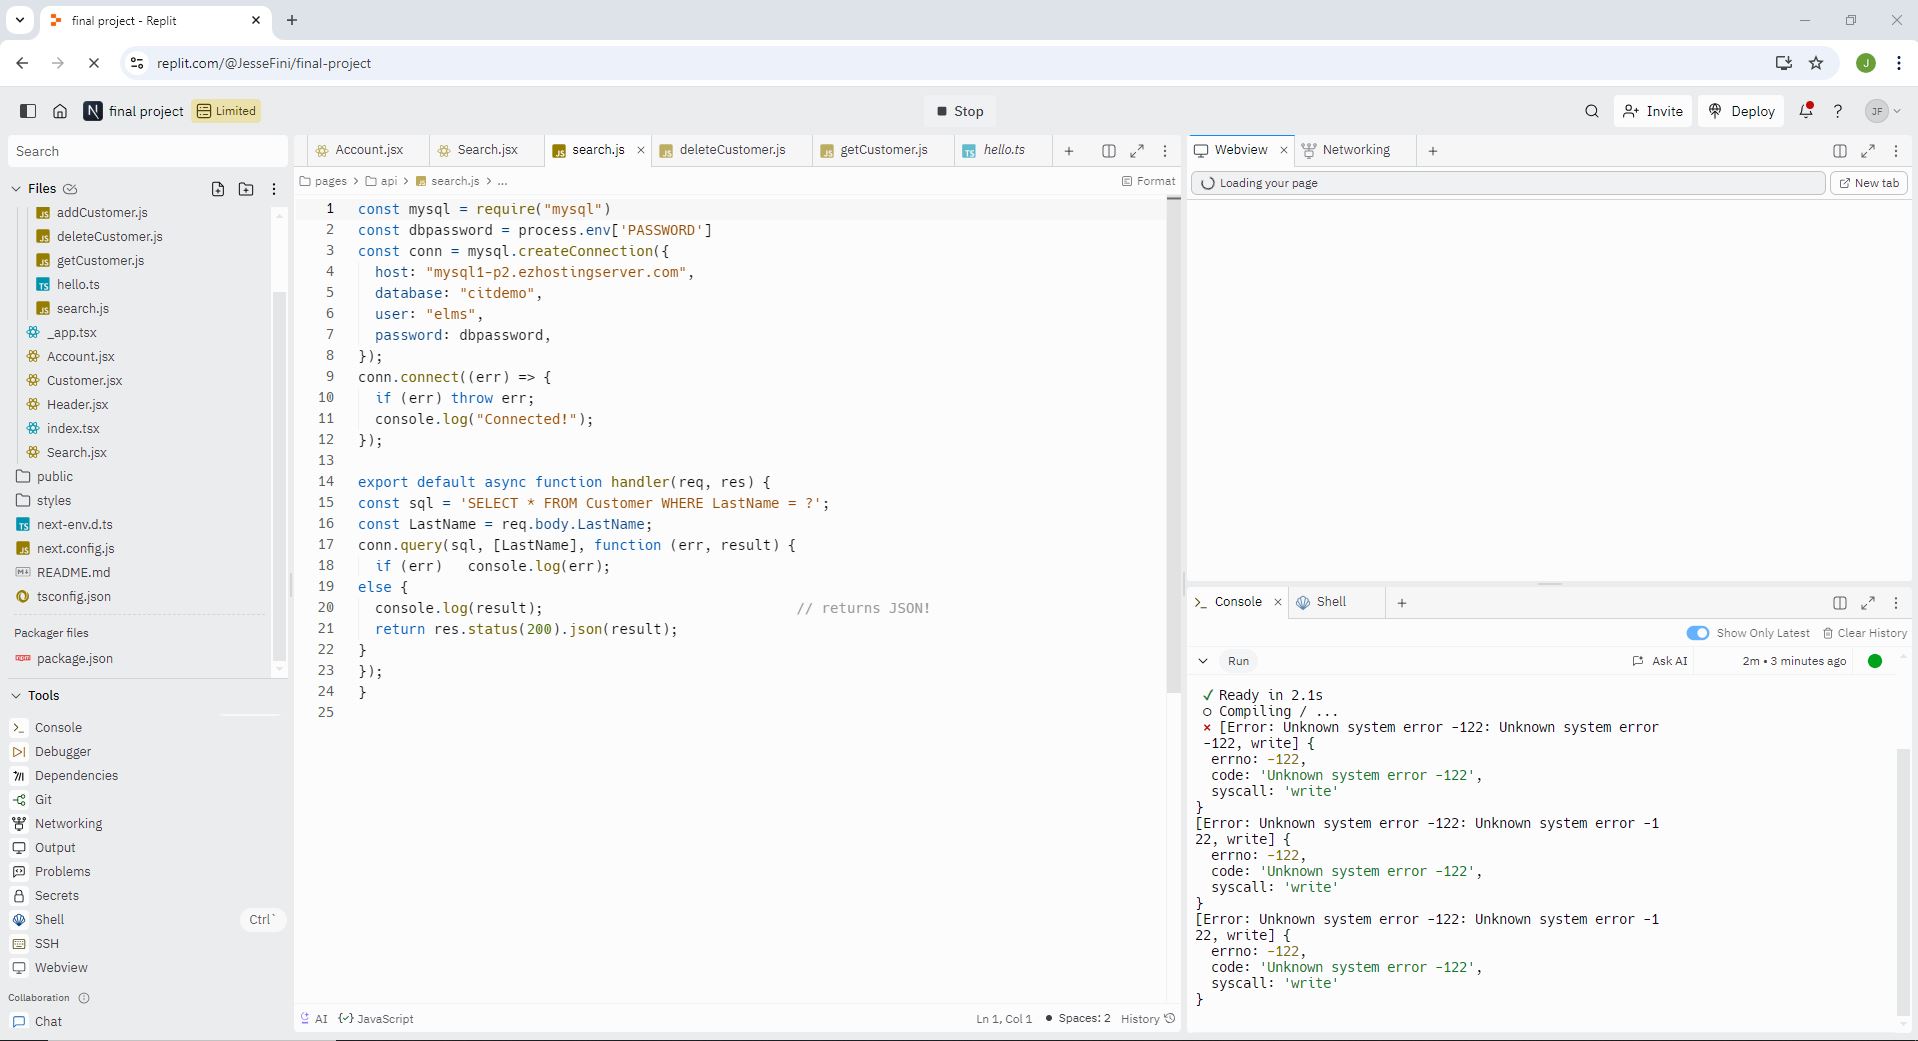 final project - Replit
replit.com/@JesseFini/final-project
J
final project
Limited
Stop
Invite
Deploy
?
JF
Search
Files
addCustomer.js
deleteCustomer.js
getCustomer.js
hello.ts
search.js
_app.tsx
Account.jsx
Customer.jsx
Header.jsx
index.tsx
Search.jsx
public
styles
next-env.d.ts
next.config.js
README.md
tsconfig.json
Packager files
package.json
Tools
Console
Debugger
Dependencies
Git
Networking
Output
Problems
Secrets
Shell Ctrl`
SSH
Webview
Collaboration
Chat
Account.jsx Search.jsx search.js deleteCustomer.js getCustomer.js hello.ts
pages > api > search.js > ...
Format
1 const mysql = require("mysql")
2 const dbpassword = process.env['PASSWORD']
3 const conn = mysql.createConnection({
4 host: "mysql1-p2.ezhostingserver.com",
5 database: "citdemo",
6 user: "elms",
7 password: dbpassword,
8 });
9 conn.connect((err) => {
10 if (err) throw err;
11 console.log("Connected!");
12 });
13
14 export default async function handler(req, res) {
15 const sql = 'SELECT * FROM Customer WHERE LastName = ?';
16 const LastName = req.body.LastName;
17 conn.query(sql, [LastName], function (err, result) {
18 if (err) console.log(err);
19 else {
20 console.log(result); // returns JSON!
21 return res.status(200).json(result);
22 }
23 });
24 }
25
AI JavaScript
Ln 1, Col 1 Spaces: 2 History
Webview Networking
Loading your page
New tab
Console Shell
Show Only Latest Clear History
Run Ask AI 2m • 3 minutes ago
✓ Ready in 2.1s
○ Compiling / ...
⨯ [Error: Unknown system error -122: Unknown system error
-122, write] {
errno: -122,
code: 'Unknown system error -122',
syscall: 'write'
}
[Error: Unknown system error -122: Unknown system error -1
22, write] {
errno: -122,
code: 'Unknown system error -122',
syscall: 'write'
}
[Error: Unknown system error -122: Unknown system error -1
22, write] {
errno: -122,
code: 'Unknown system error -122',
syscall: 'write'
}